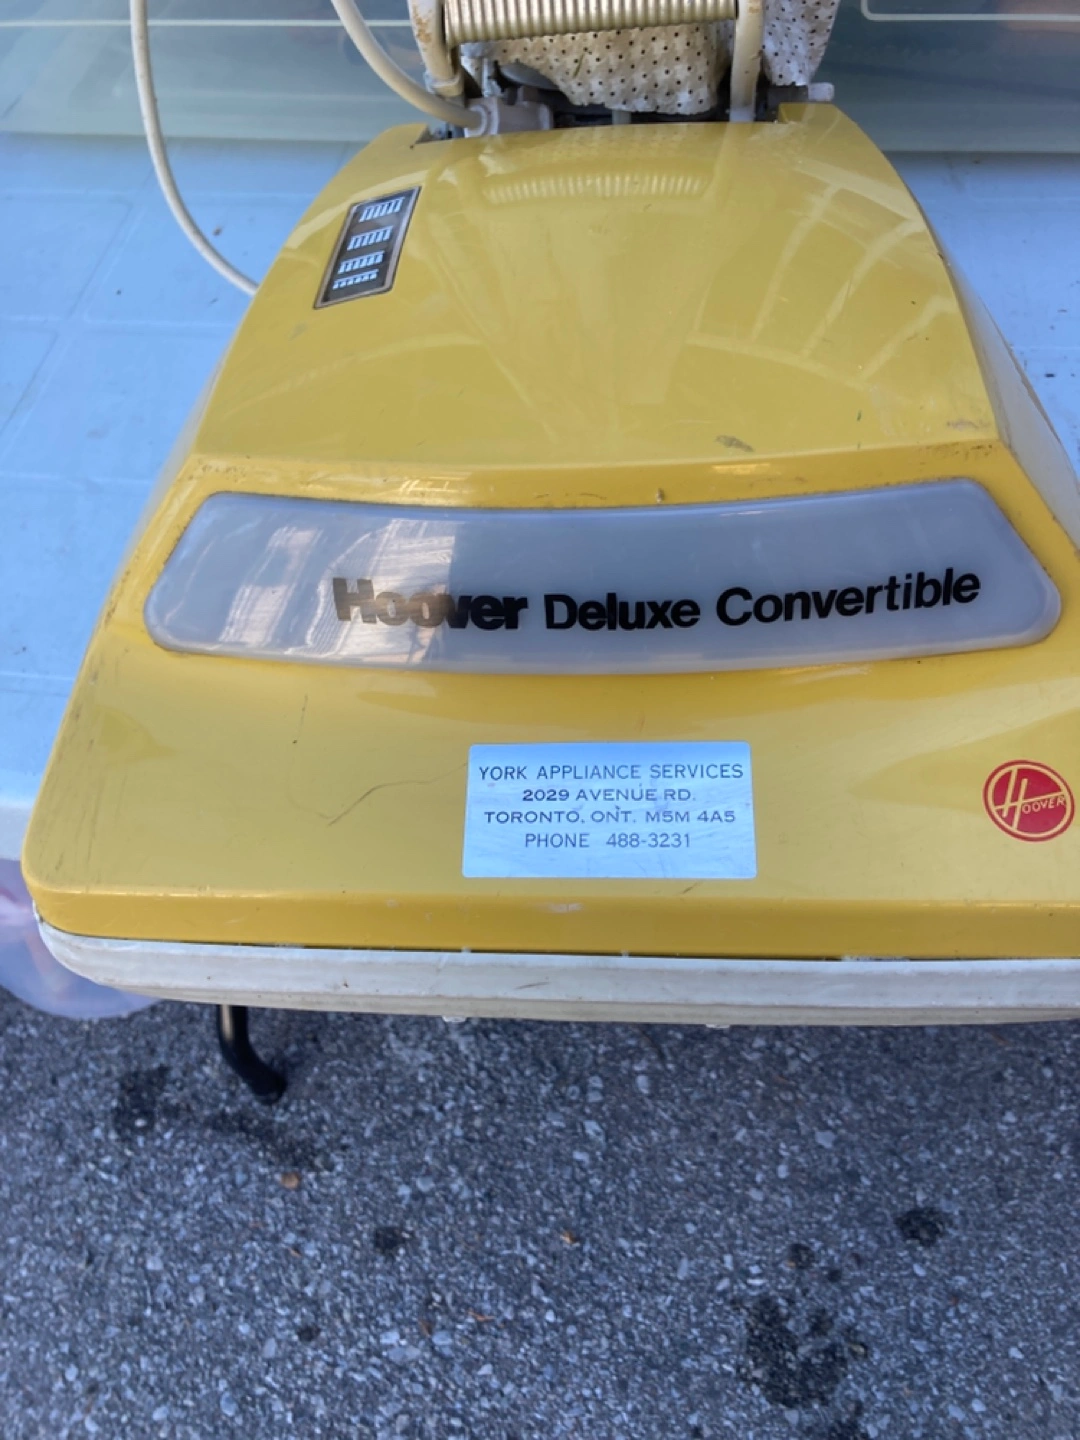 Hoover Deluxe Convertible
YORK APPLIANCE SERVICES
2029 AVENUE RD.
TORONTO, ONT. M5M 4A5
PHONE 488-3231
HOOVER